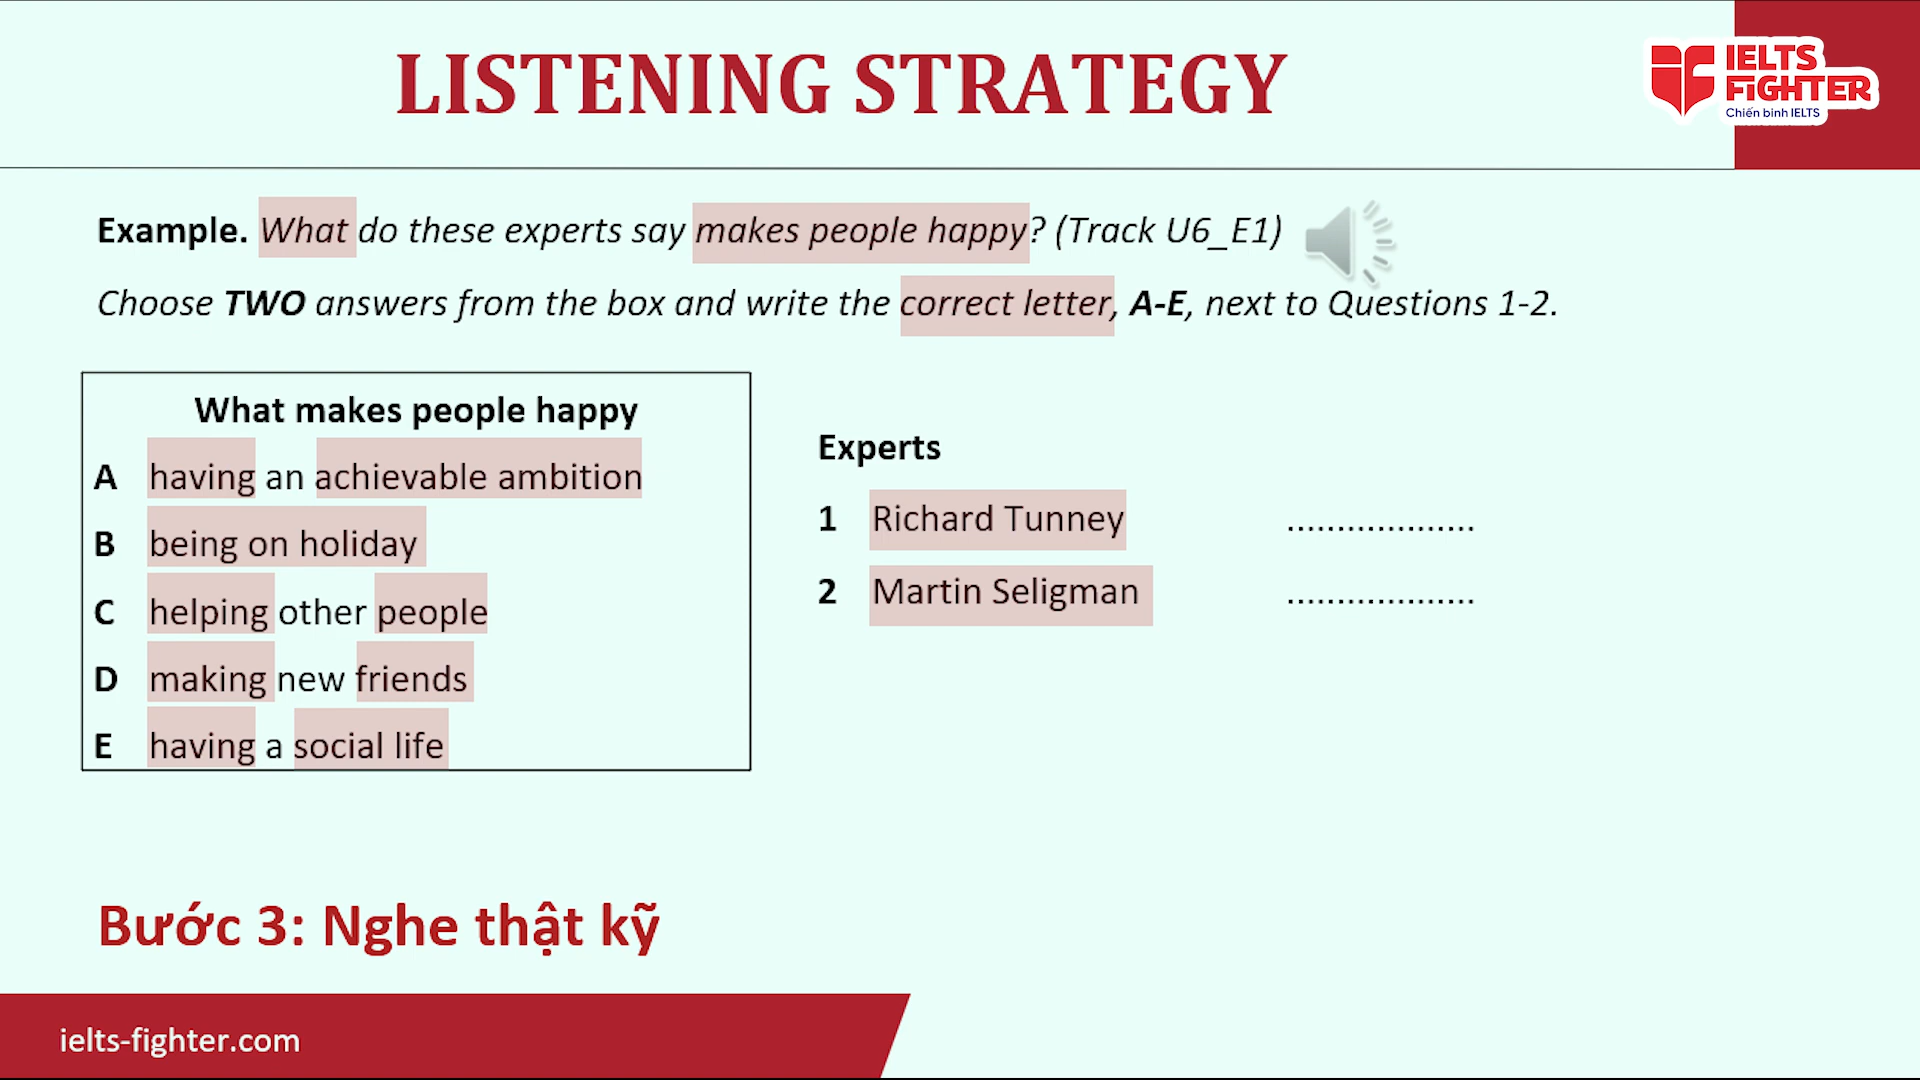 LISTENING STRATEGY
IELTS
FiGHTER
Chiến binh IELTS
Example. What do these experts say makes people happy? (Track U6_E1)
Choose TWO answers from the box and write the correct letter, A-E, next to Questions 1-2.
What makes people happy
A having an achievable ambition
B being on holiday
C helping other people
D making new friends
E having a social life
Experts
1 Richard Tunney ...................
2 Martin Seligman ...................
Bước 3: Nghe thật kỹ
ielts-fighter.com